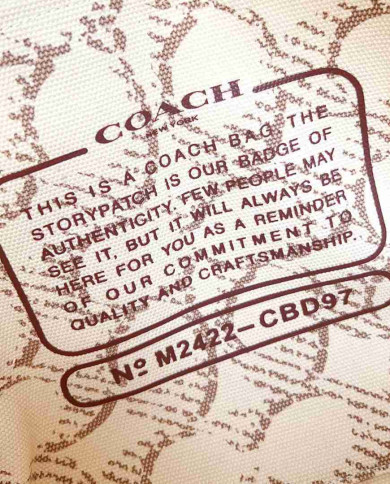 COACH
NEW YORK
THIS IS A COACH BAG THE
STORYPATCH IS OUR BADGE OF
AUTHENTICITY. FEW PEOPLE MAY
SEE IT, BUT IT WILL ALWAYS BE
HERE FOR YOU AS A REMINDER
OF OUR COMMITMENT TO
QUALITY AND CRAFTSMANSHIP.
Nº M2422-CBD97